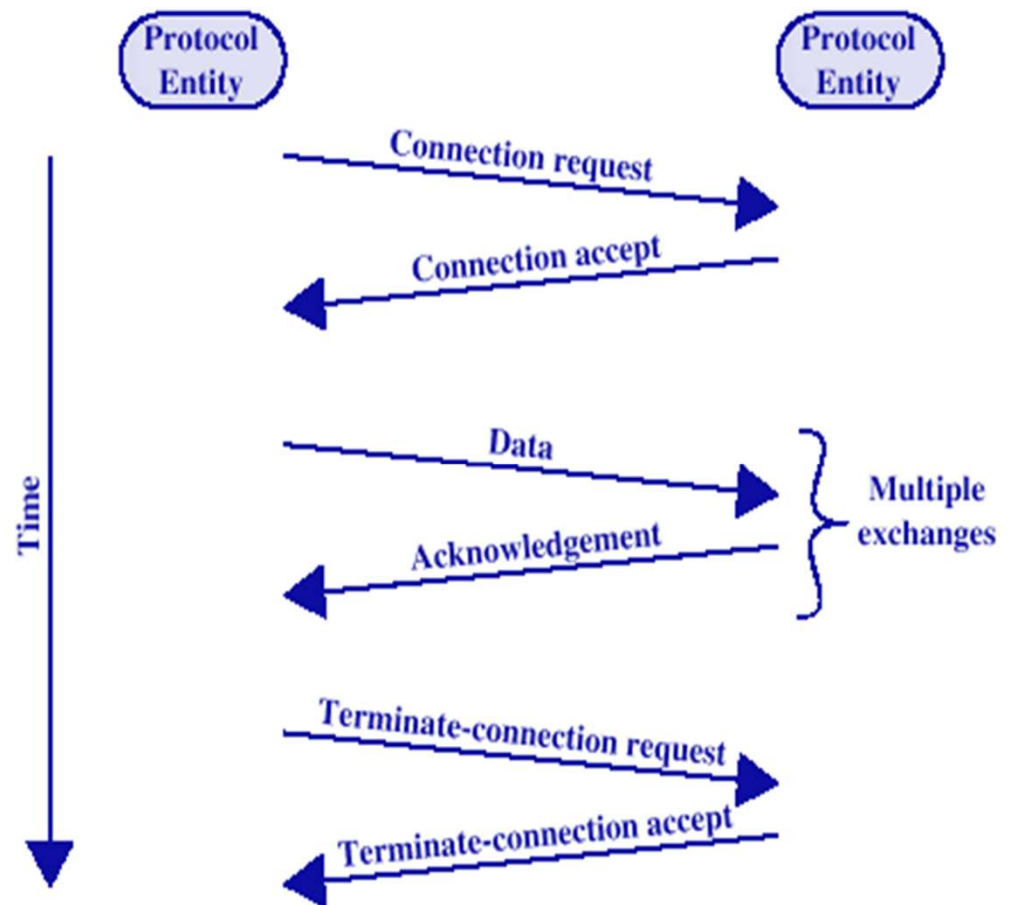 Protocol
Entity
Protocol
Entity
Connection request
Connection accept
Data
Acknowledgement
Multiple
exchanges
Time
Terminate-connection request
Terminate-connection accept